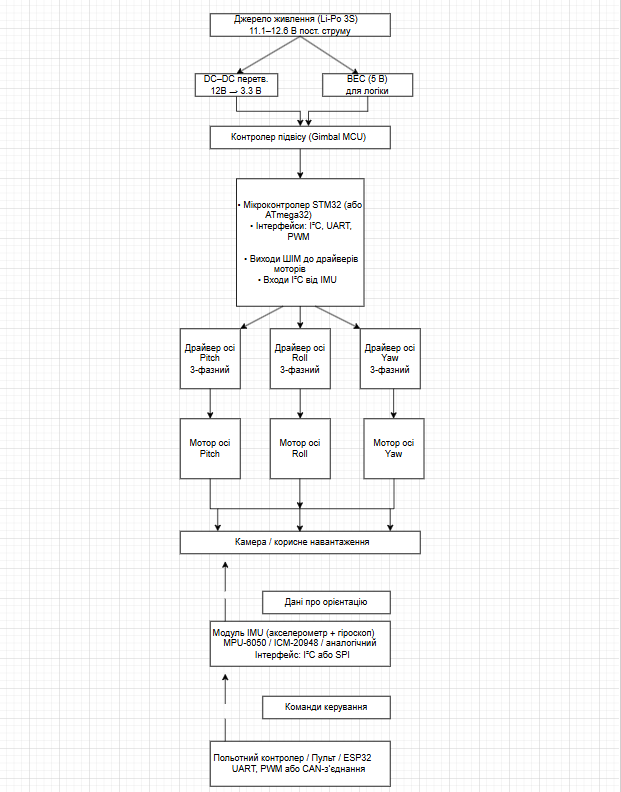 Джерело живлення (Li-Po 3S)
11.1–12.6 В пост. струму
DC–DC перетв.
12В → 3.3 В
BEC (5 В)
для логіки
Контролер підвісу (Gimbal MCU)
• Мікроконтролер STM32 (або
ATmega32)
• Інтерфейси: I²C, UART,
PWM
• Виходи ШІМ до драйверів
моторів
• Входи I²C від IMU
Драйвер осі
Pitch
3-фазний
Драйвер осі
Roll
3-фазний
Драйвер осі
Yaw
3-фазний
Мотор осі
Pitch
Мотор осі
Roll
Мотор осі
Yaw
Камера / корисне навантаження
Дані про орієнтацію
Модуль IMU (акселерометр + гіроскоп)
MPU-6050 / ICM-20948 / аналогічний
Інтерфейс: I²C або SPI
Команди керування
Польотний контролер / Пульт / ESP32
UART, PWM або CAN-з'єднання